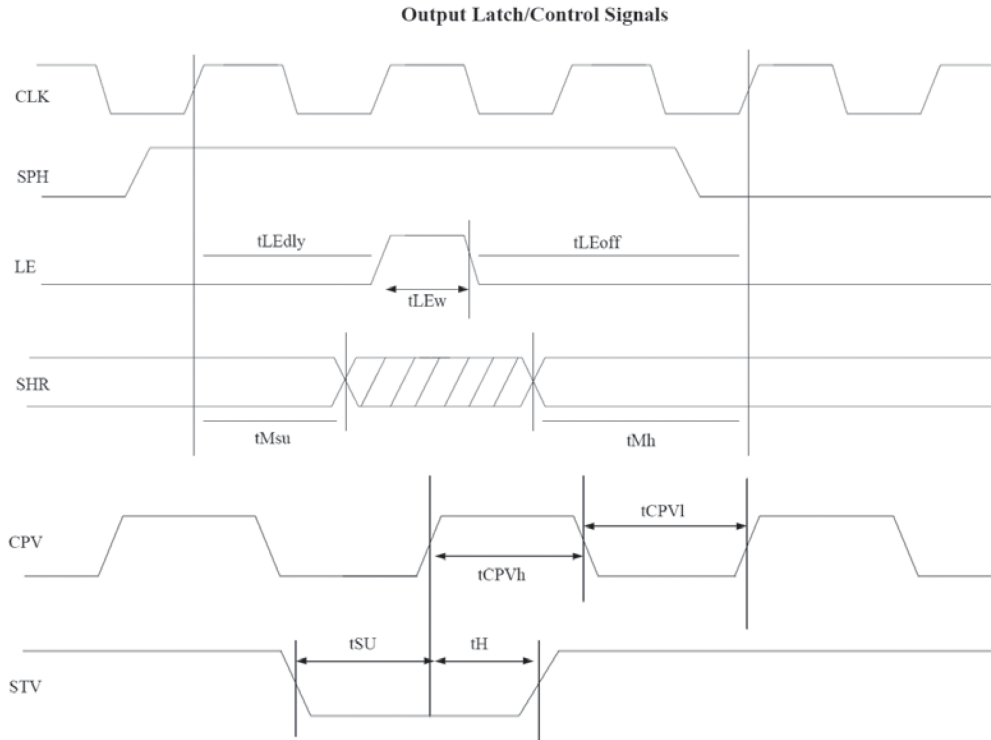 Output Latch/Control Signals
CLK
SPH
LE
tLEdly
tLEoff
tLEw
SHR
tMsu
tMh
CPV
tCPVl
tCPVh
STV
tSU
tH